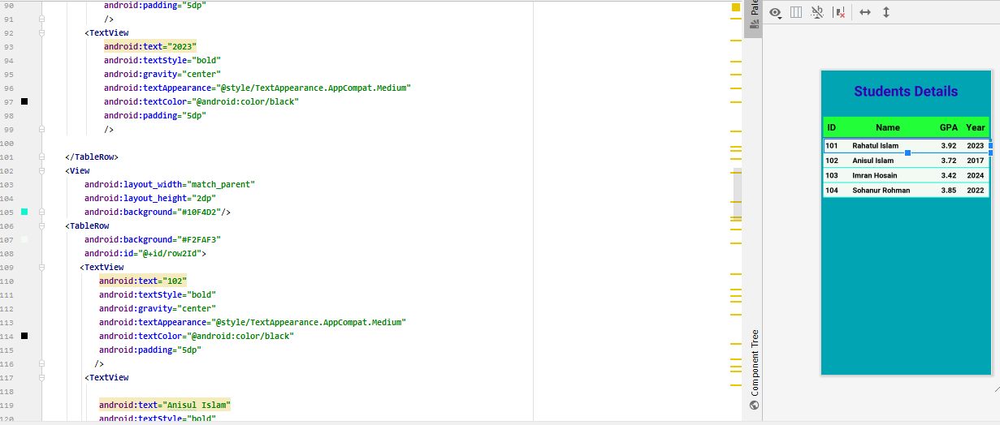 90 android:padding="5dp"
91 />
92 <TextView
93 android:text="2023"
94 android:textStyle="bold"
95 android:gravity="center"
96 android:textAppearance="@style/TextAppearance.AppCompat.Medium"
97 android:textColor="@android:color/black"
98 android:padding="5dp"
99 />
100
101 </TableRow>
102 <View
103 android:layout_width="match_parent"
104 android:layout_height="2dp"
105 android:background="#10F4D2"/>
106 <TableRow
107 android:background="#F2FAF3"
108 android:id="@+id/row2Id">
109 <TextView
110 android:text="102"
111 android:textStyle="bold"
112 android:gravity="center"
113 android:textAppearance="@style/TextAppearance.AppCompat.Medium"
114 android:textColor="@android:color/black"
115 android:padding="5dp"
116 />
117 <TextView
118
119 android:text="Anisul Islam"
120 android:textStyle="bold"
Pale
Component Tree
Students Details
ID Name GPA Year
101 Rahatul Islam 3.92 2023
102 Anisul Islam 3.72 2017
103 Imran Hosain 3.42 2024
104 Sohanur Rohman 3.85 2022